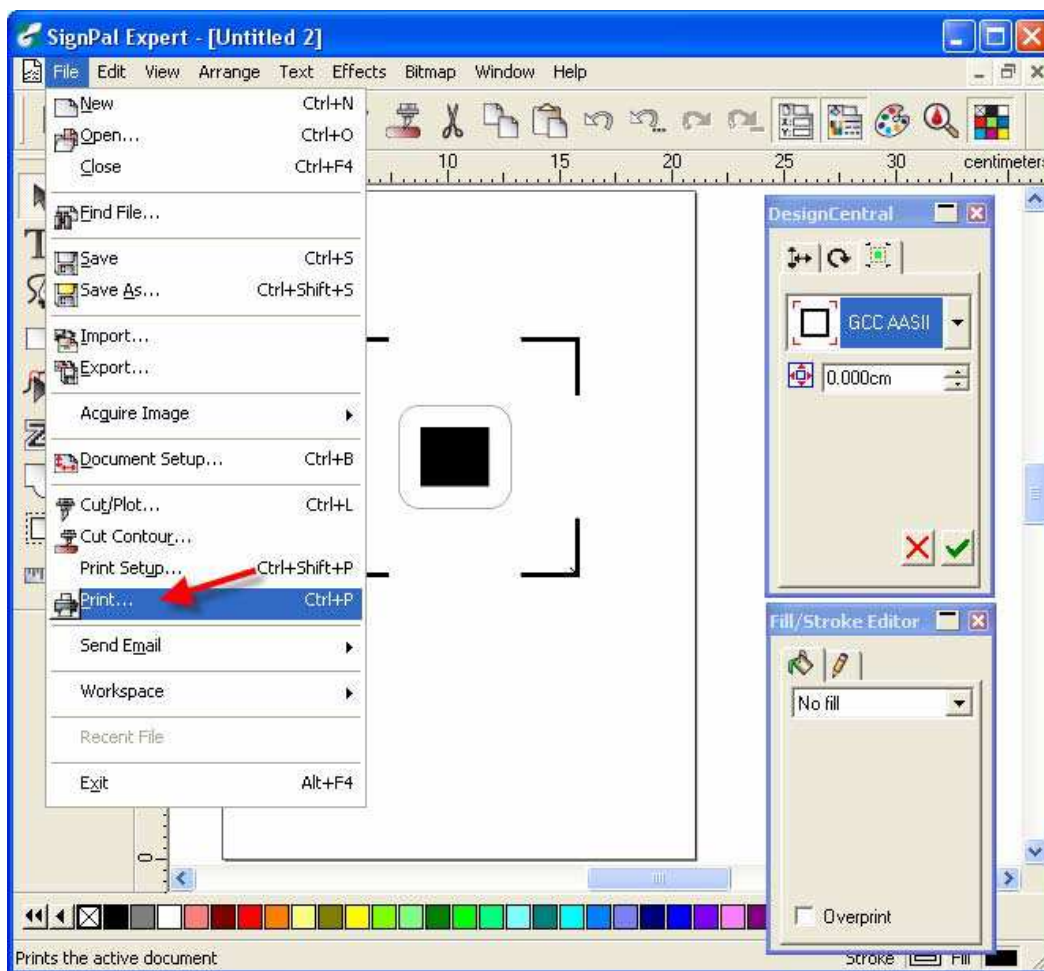 SignPal Expert - [Untitled 2]
File Edit View Arrange Text Effects Bitmap Window Help
New Ctrl+N
Open... Ctrl+O
Close Ctrl+F4
Find File...
Save Ctrl+S
Save As... Ctrl+Shift+S
Import...
Export...
Acquire Image
Document Setup... Ctrl+B
Cut/Plot... Ctrl+L
Cut Contour...
Print Setup... Ctrl+Shift+P
Print... Ctrl+P
Send Email
Workspace
Recent File
Exit Alt+F4
10 15 20 25 30 centimeters
DesignCentral
GCC AASII
0.000cm
Fill/Stroke Editor
No fill
Overprint
0
Prints the active document
Stroke Fill